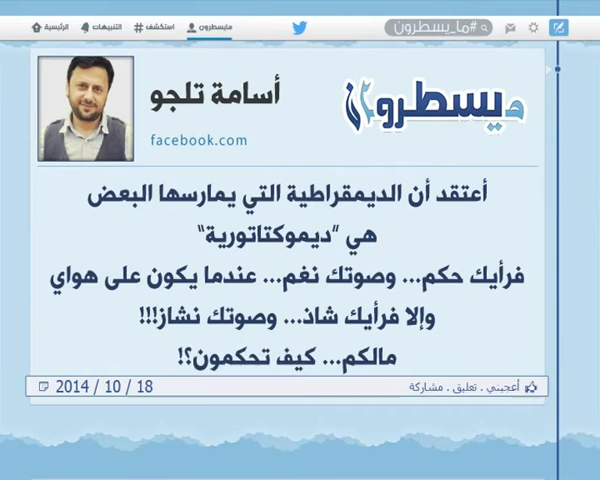 الرئيسية
التنبيهات
استكشف
مايسطرون
#ما_يسطرون
أسامة تلجو
facebook.com
ما يسطرون
أعتقد أن الديمقراطية التي يمارسها البعض
هي "ديموكتاتورية"
فرأيك حكم... وصوتك نغم... عندما يكون على هواي
وإلا فرأيك شاذ... وصوتك نشاز!!!
مالكم... كيف تحكمون؟!
أعجبني . تعليق . مشاركة
2014 / 10 / 18